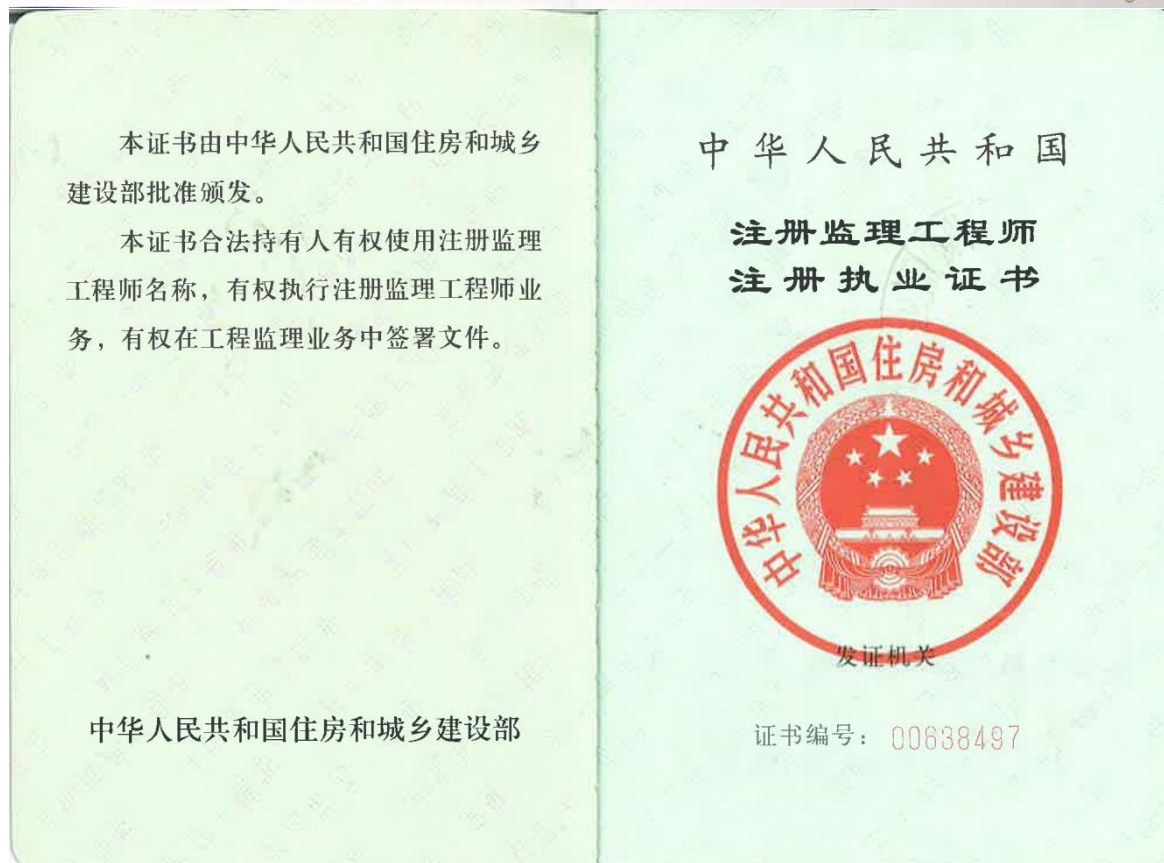 本证书由中华人民共和国住房和城乡
建设部批准颁发。
本证书合法持有人有权使用注册监理
工程师名称，有权执行注册监理工程师业
务，有权在工程监理业务中签署文件。
中华人民共和国住房和城乡建设部
中华人民共和国
注册监理工程师
注册执业证书
中华人民共和国住房和城乡建设部
发证机关
证书编号：00638497